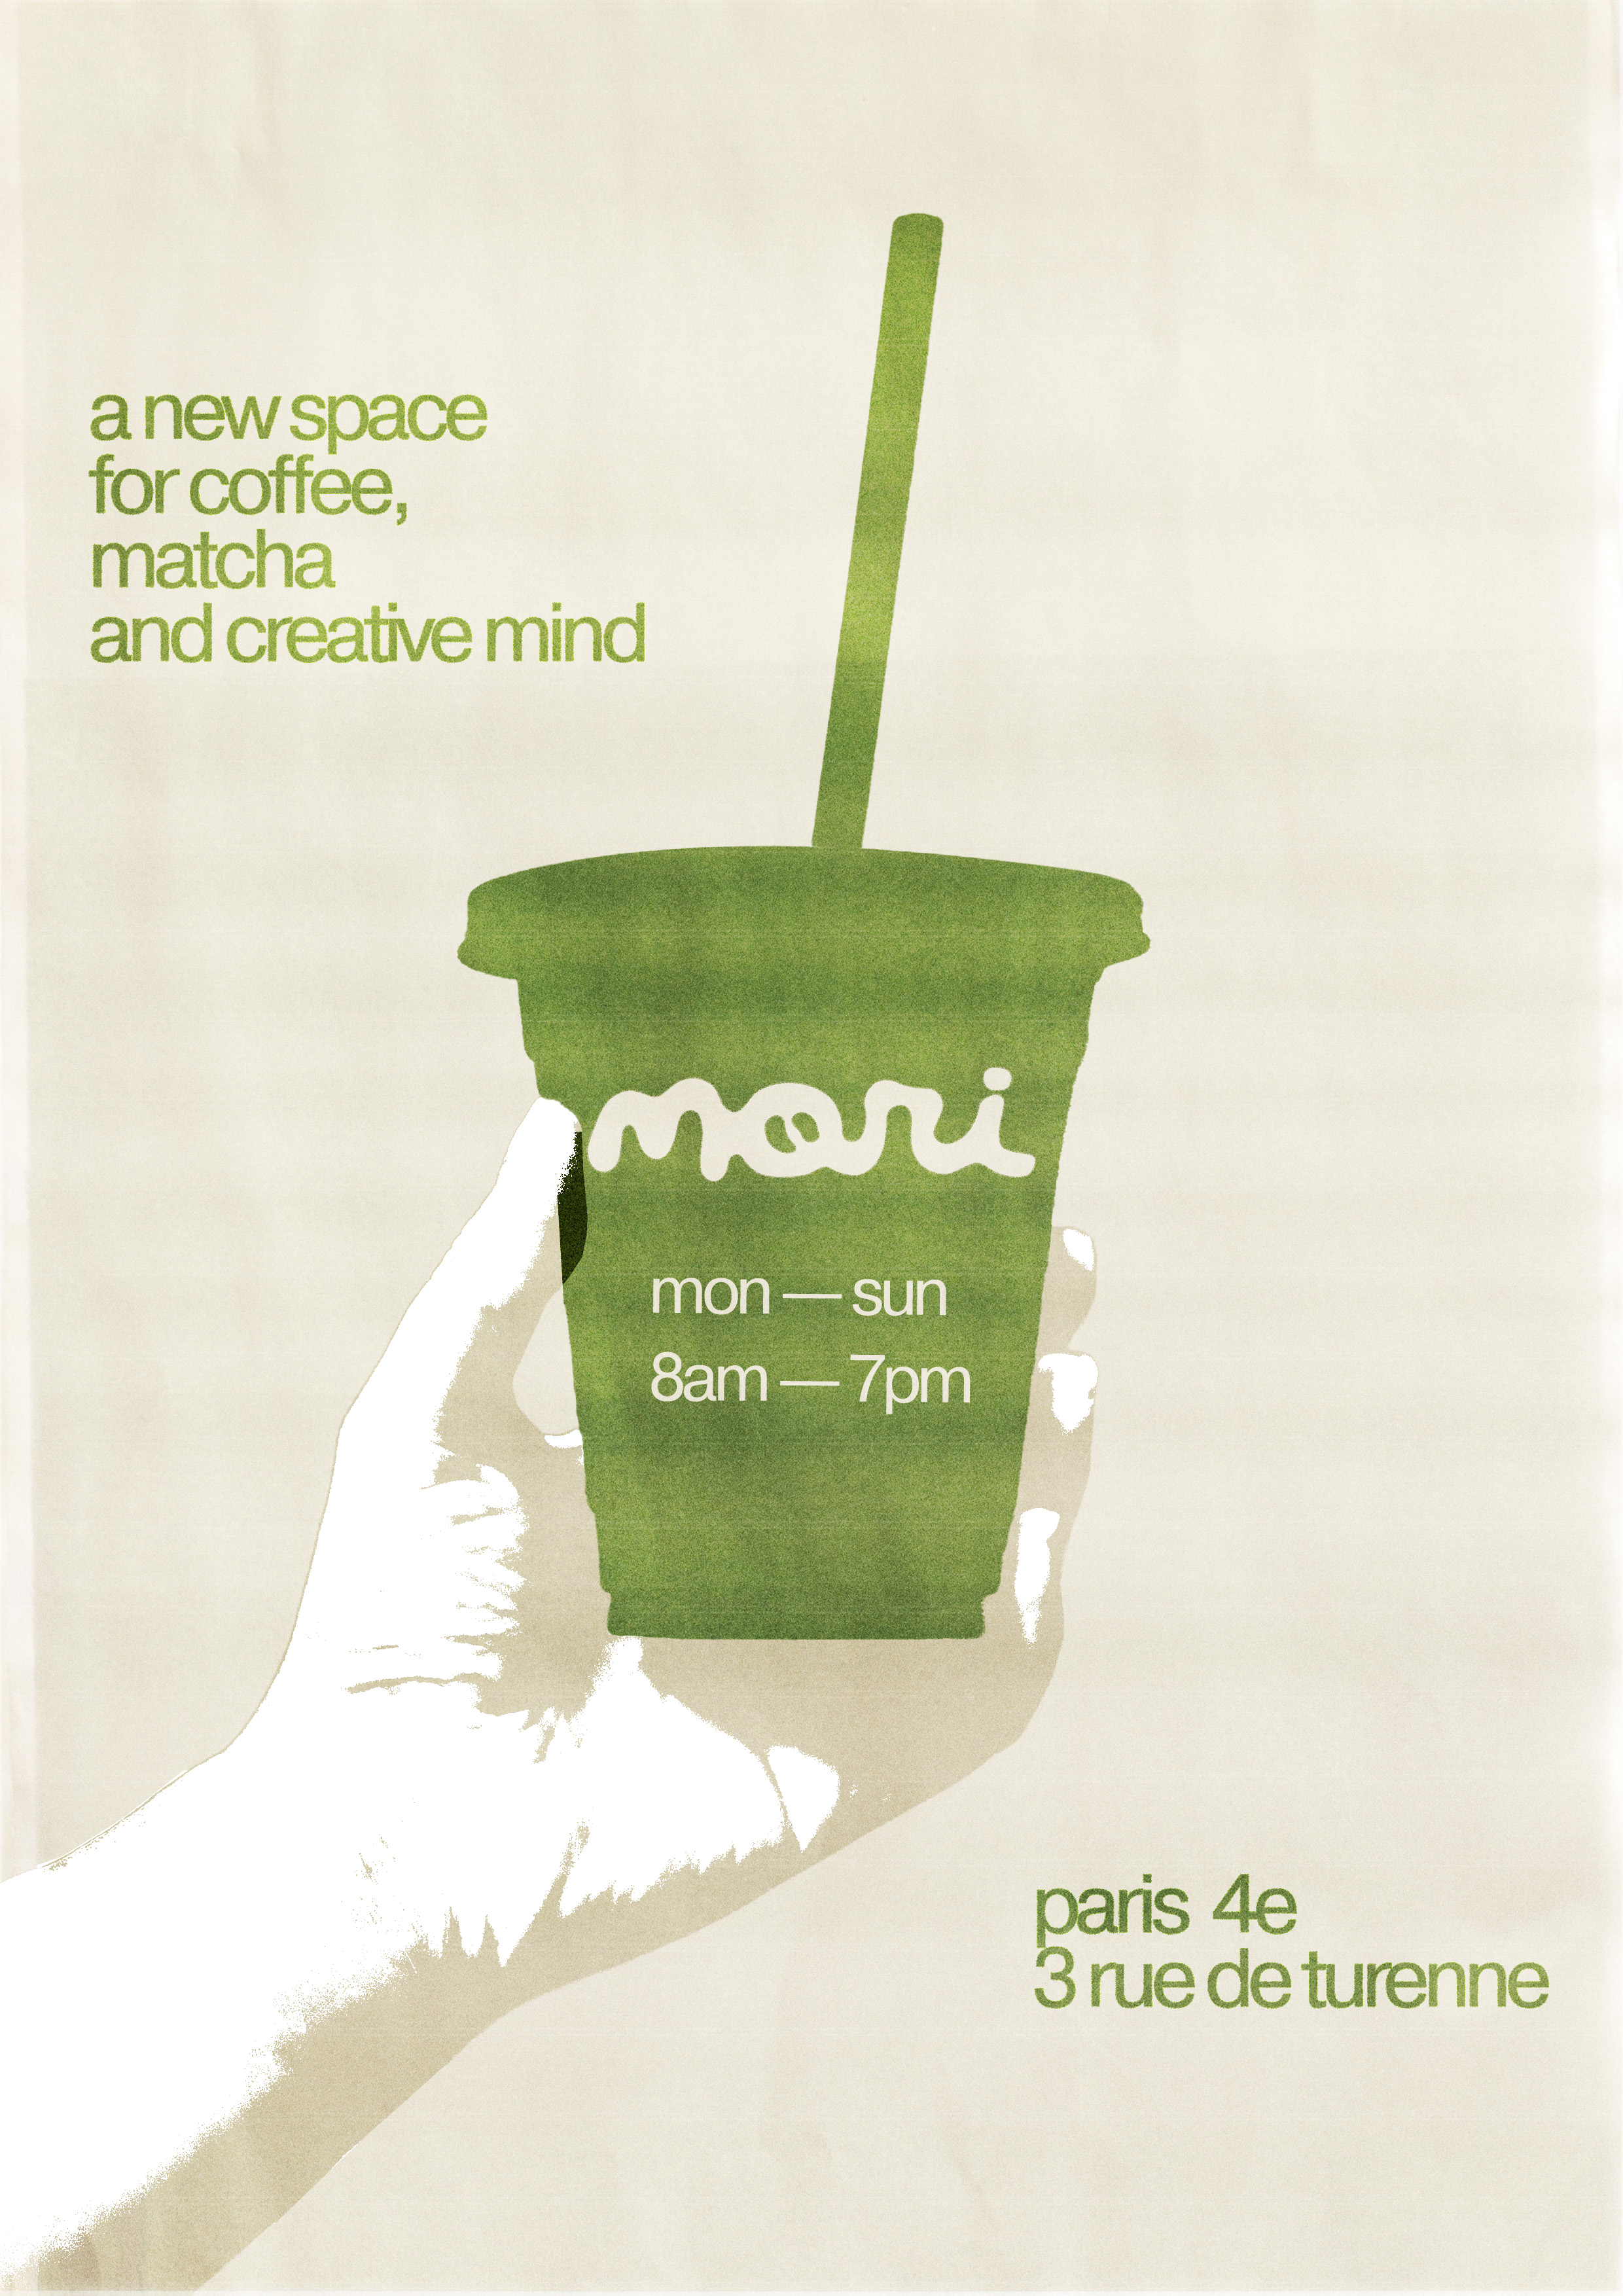 a new space
for coffee,
matcha
and creative mind
mori
mon — sun
8am — 7pm
paris 4e
3 rue de turenne